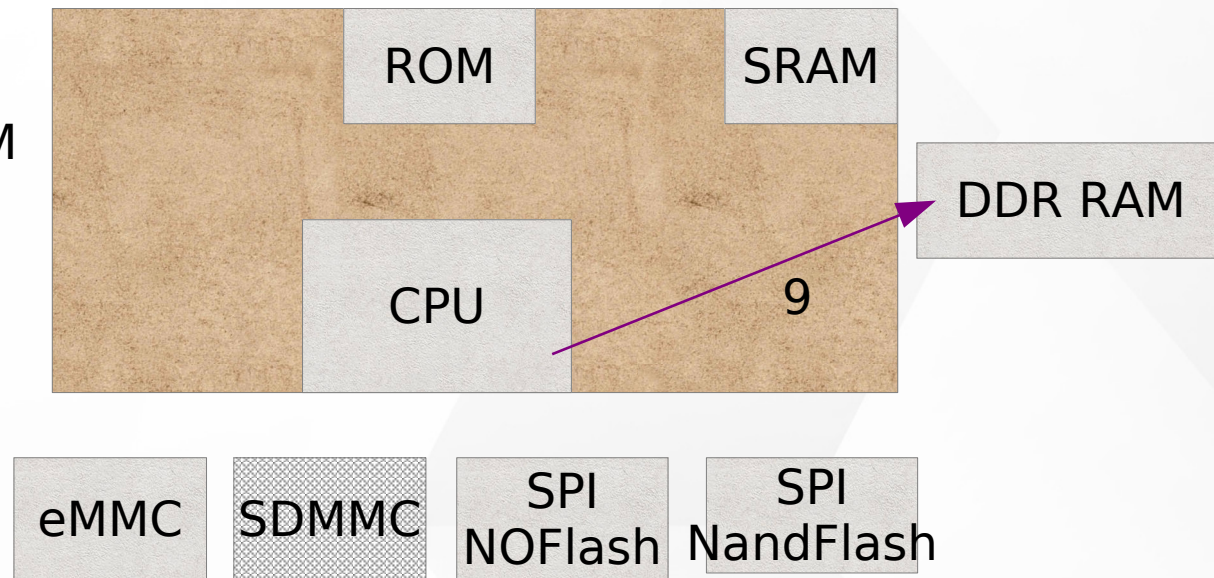 ROM
SRAM
M
DDR RAM
CPU
9
eMMC
SDMMC
SPI
NOFlash
SPI
NandFlash